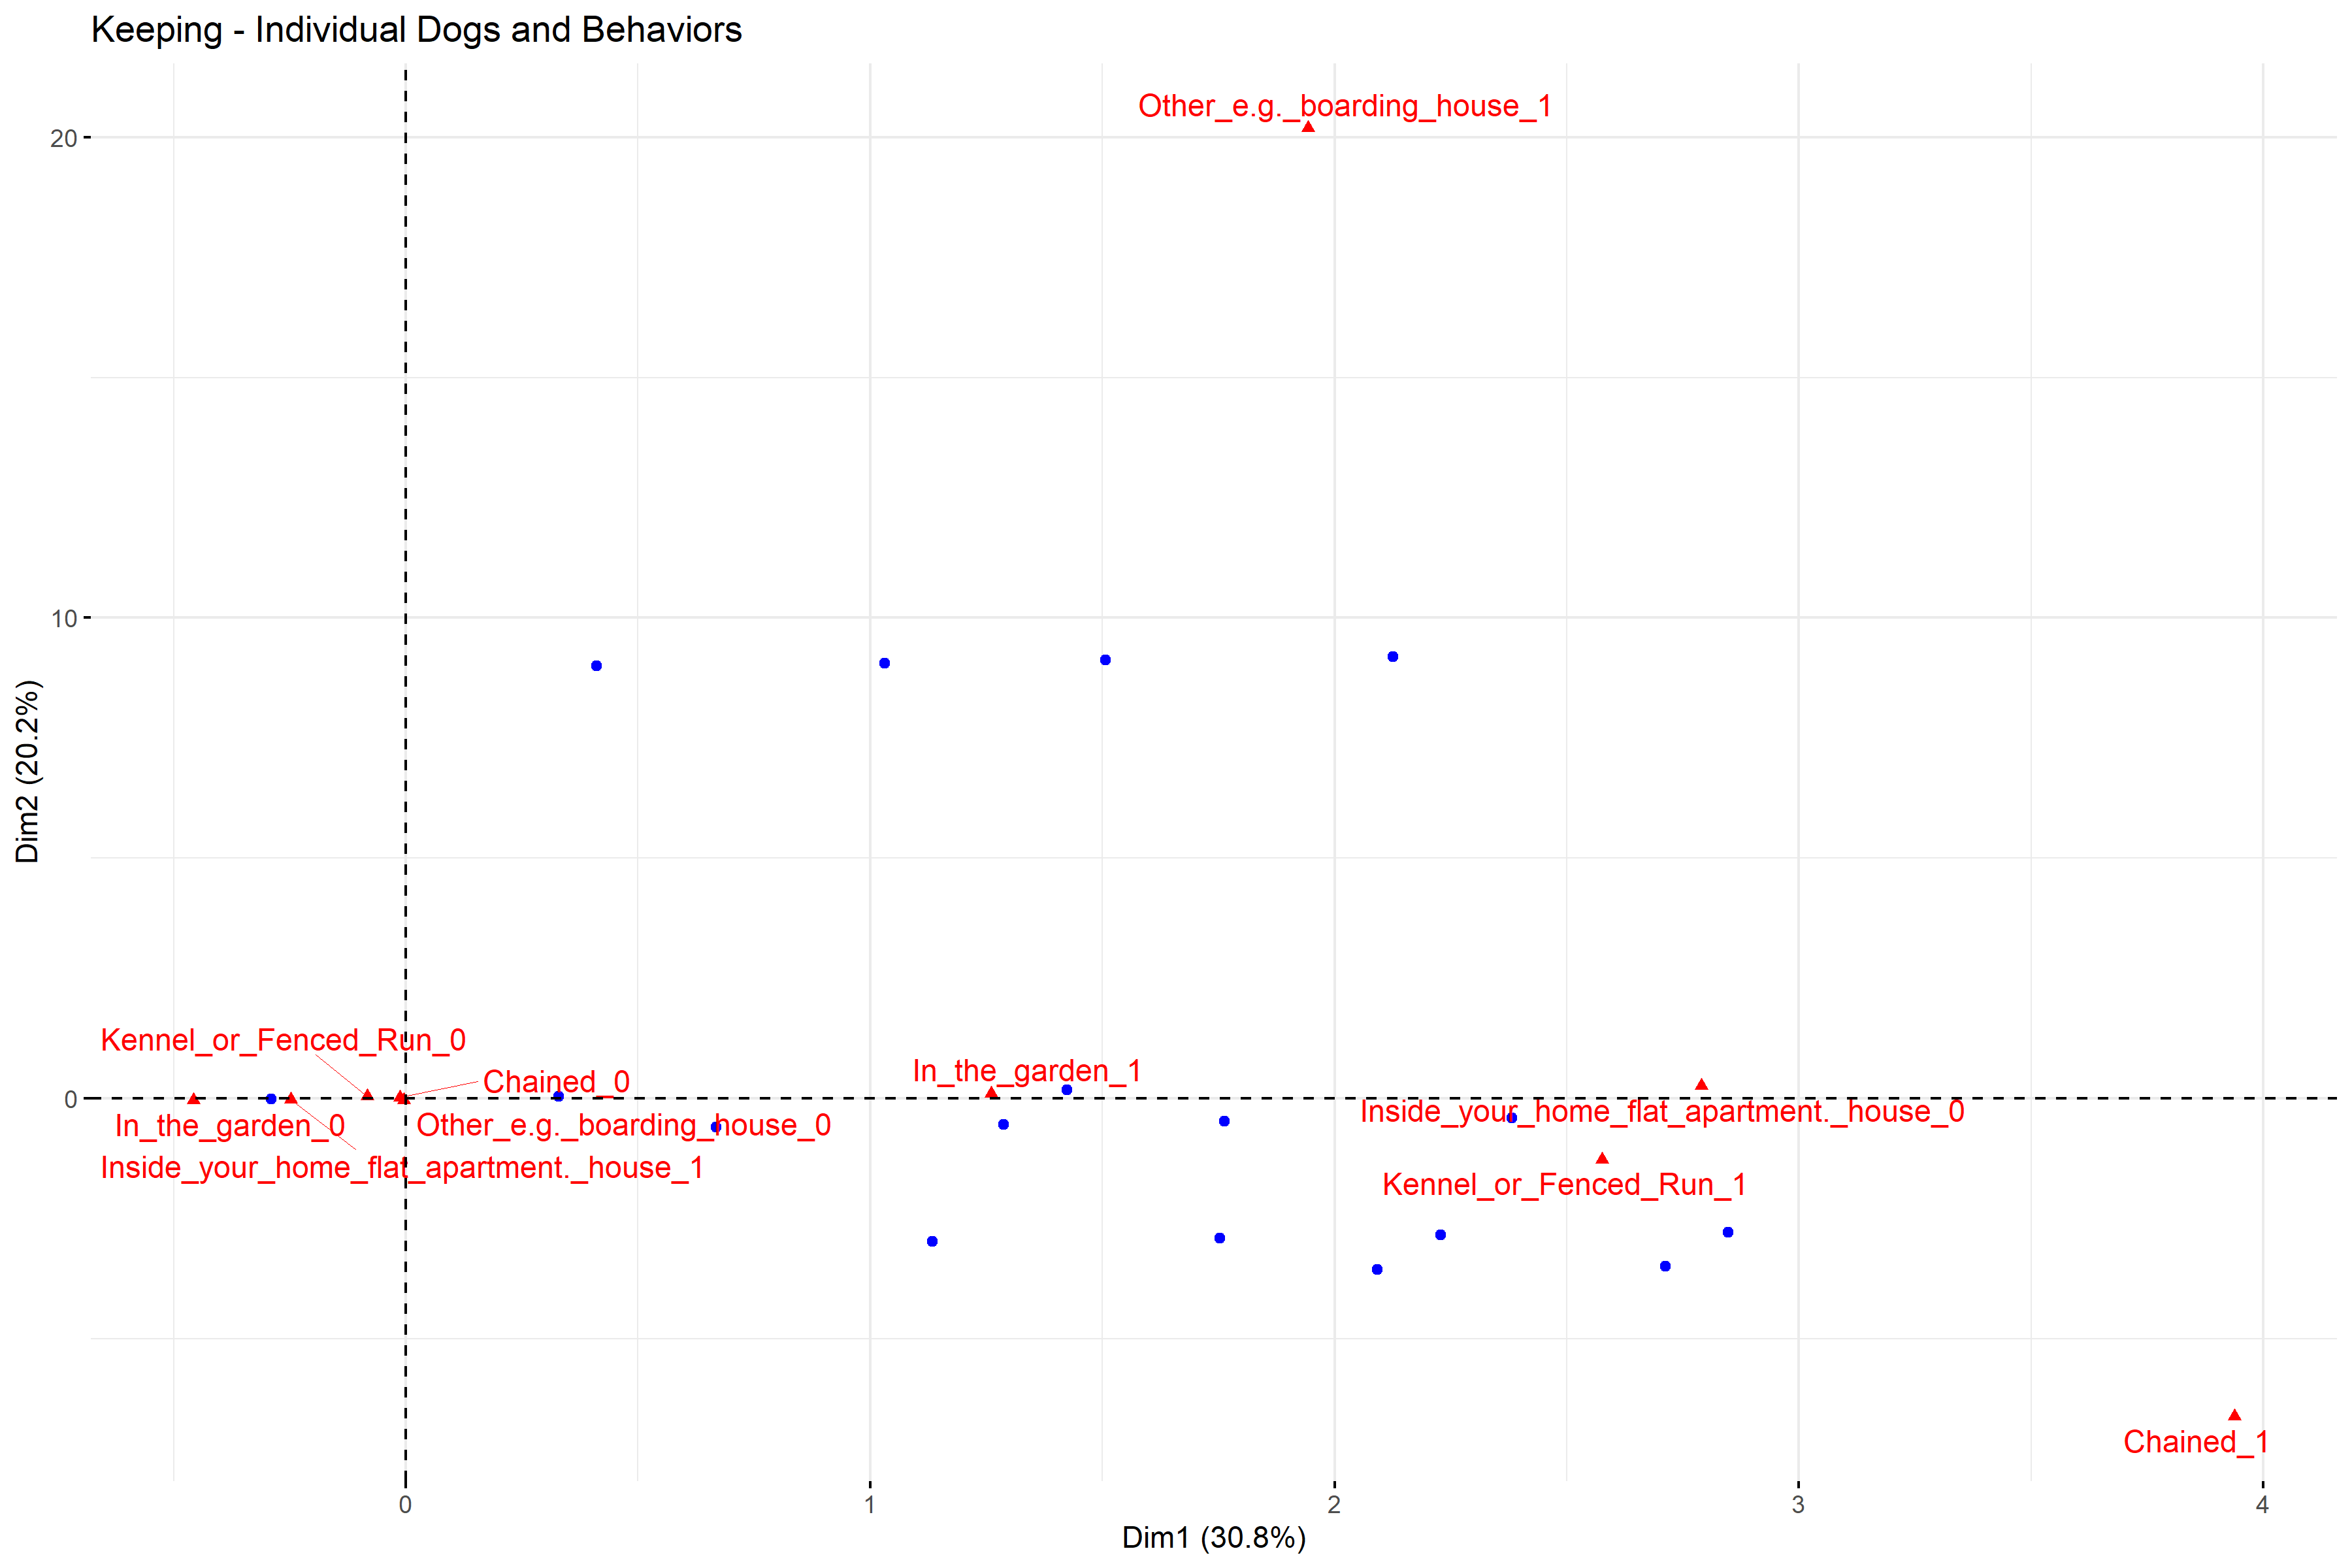 Keeping - Individual Dogs and Behaviors
Other_e.g._boarding_house_1
20
10
Dim2 (20.2%)
Kennel_or_Fenced_Run_0
In_the_garden_1
Chained_0
0
Inside_your_home_flat_apartment._house_0
In_the_garden_0
Other_e.g._boarding_house_0
Inside_your_home_flat_apartment._house_1
Kennel_or_Fenced_Run_1
Chained_1
0 1 2 3 4
Dim1 (30.8%)